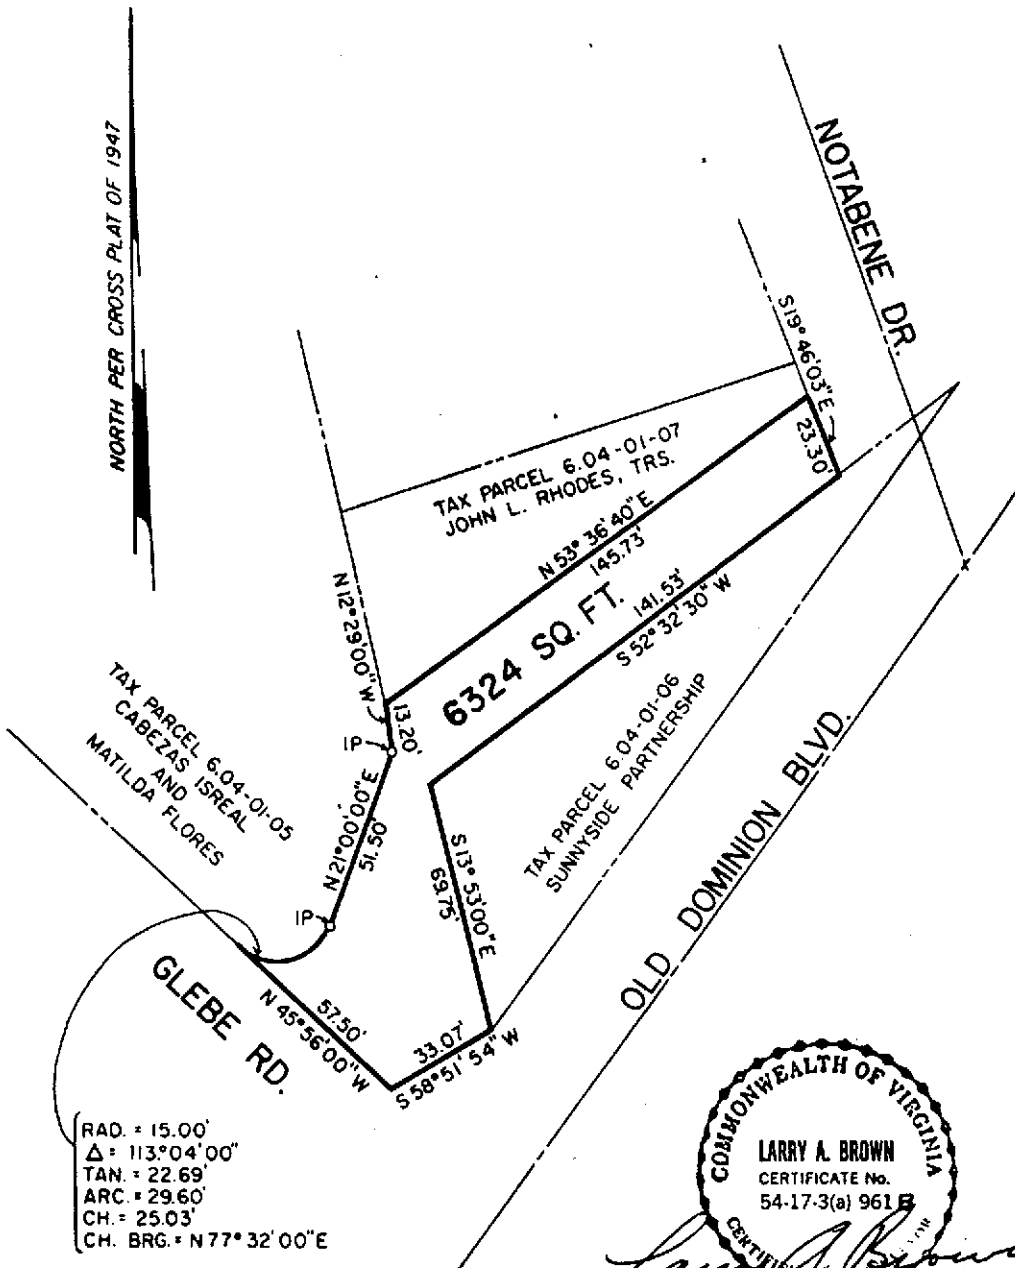 NORTH PER CROSS PLAT OF 1947
NOTABENE DR.
S19°46'03"E
23.30'
TAX PARCEL 6.04-01-07
JOHN L. RHODES, TRS.
N 53° 36' 40" E
145.73'
6324 SQ. FT.
141.53'
S 52° 32' 30" W
N12°29'00"W
13.20'
IP
TAX PARCEL 6.04-01-05
CABEZAS ISREAL
AND
MATILDA FLORES
N21°00'00"E
51.50'
IP
S13°53'00"E
69.75'
TAX PARCEL 6.04-01-06
SUNNYSIDE PARTNERSHIP
OLD DOMINION BLVD.
GLEBE RD.
57.50'
N 45° 56' 00" W
33.07'
S 58° 51' 54" W
RAD. = 15.00'
Δ = 113°04'00"
TAN. = 22.69'
ARC. = 29.60'
CH. = 25.03'
CH. BRG. = N77°32'00"E
COMMONWEALTH OF VIRGINIA
LARRY A. BROWN
CERTIFICATE No.
54-17-3(a) 961 B
Larry A Brown